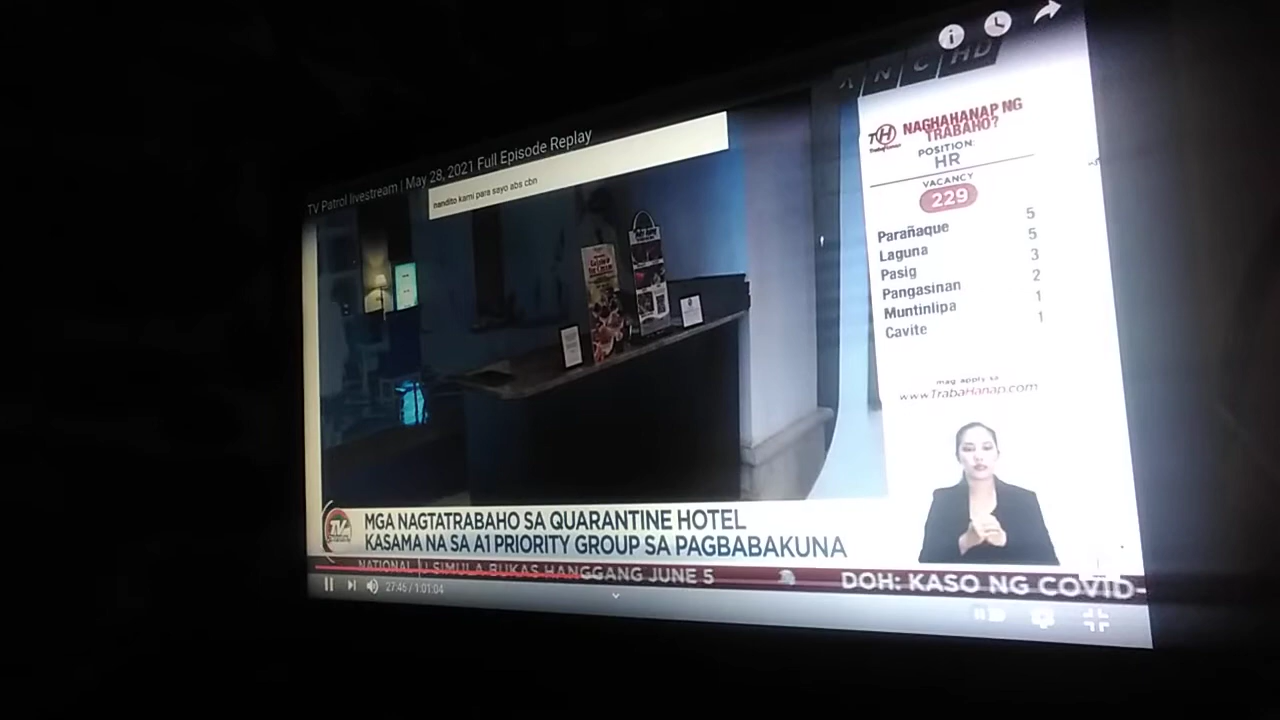 TV Patrol livestream | May 28, 2021 Full Episode Replay
nandito kami para sayo abs cbn
ANC HD
TH
NAGHAHANAP NG
TRABAHO?
POSITION:
HR
VACANCY
229
Parañaque 5
Laguna 5
Pasig 3
Pangasinan 2
Muntinlipa 1
Cavite 1
mag apply sa
www.TrabaHanap.com
TV
MGA NAGTATRABAHO SA QUARANTINE HOTEL
KASAMA NA SA A1 PRIORITY GROUP SA PAGBABAKUNA
NATIONAL SIMULA BUKAS HANGGANG JUNE 5 DOH: KASO NG COVID-
27:46 / 1:01:04